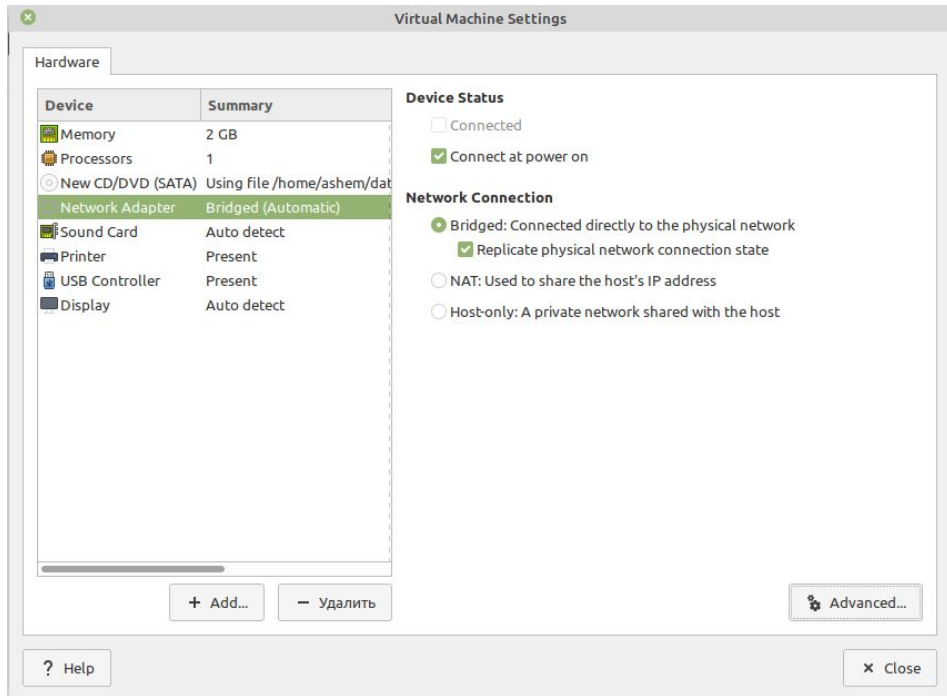 Virtual Machine Settings
Hardware
Device Summary
Memory 2 GB
Processors 1
New CD/DVD (SATA) Using file /home/ashem/dat
Network Adapter Bridged (Automatic)
Sound Card Auto detect
Printer Present
USB Controller Present
Display Auto detect
+ Add...
− Удалить
Device Status
Connected
Connect at power on
Network Connection
Bridged: Connected directly to the physical network
Replicate physical network connection state
NAT: Used to share the host's IP address
Host-only: A private network shared with the host
Advanced...
? Help
× Close